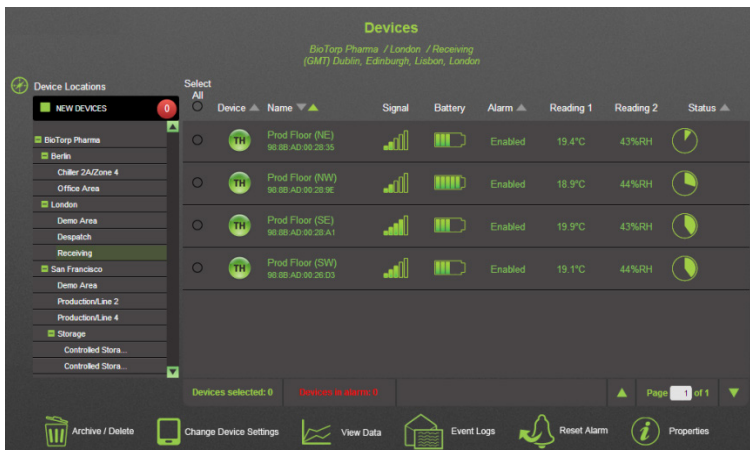 Devices
BioTorp Pharma / London / Receiving
(GMT) Dublin, Edinburgh, Lisbon, London
Device Locations
NEW DEVICES 0
BioTorp Pharma
Berlin
Chiller 2A/Zone 4
Office Area
London
Demo Area
Despatch
Receiving
San Francisco
Demo Area
Production/Line 2
Production/Line 4
Storage
Controlled Stora...
Controlled Stora...
Select
All
Device Name Signal Battery Alarm Reading 1 Reading 2 Status
TH Prod Floor (NE) Enabled 19.4°C 43%RH
98:8B:AD:00:28:35
TH Prod Floor (NW) Enabled 18.9°C 44%RH
98:8B:AD:00:28:9E
TH Prod Floor (SE) Enabled 19.9°C 43%RH
98:8B:AD:00:28:A1
TH Prod Floor (SW) Enabled 19.1°C 44%RH
98:8B:AD:00:26:D3
Devices selected: 0 Devices in alarm: 0 Page 1 of 1
Archive / Delete Change Device Settings View Data Event Logs Reset Alarm i Properties